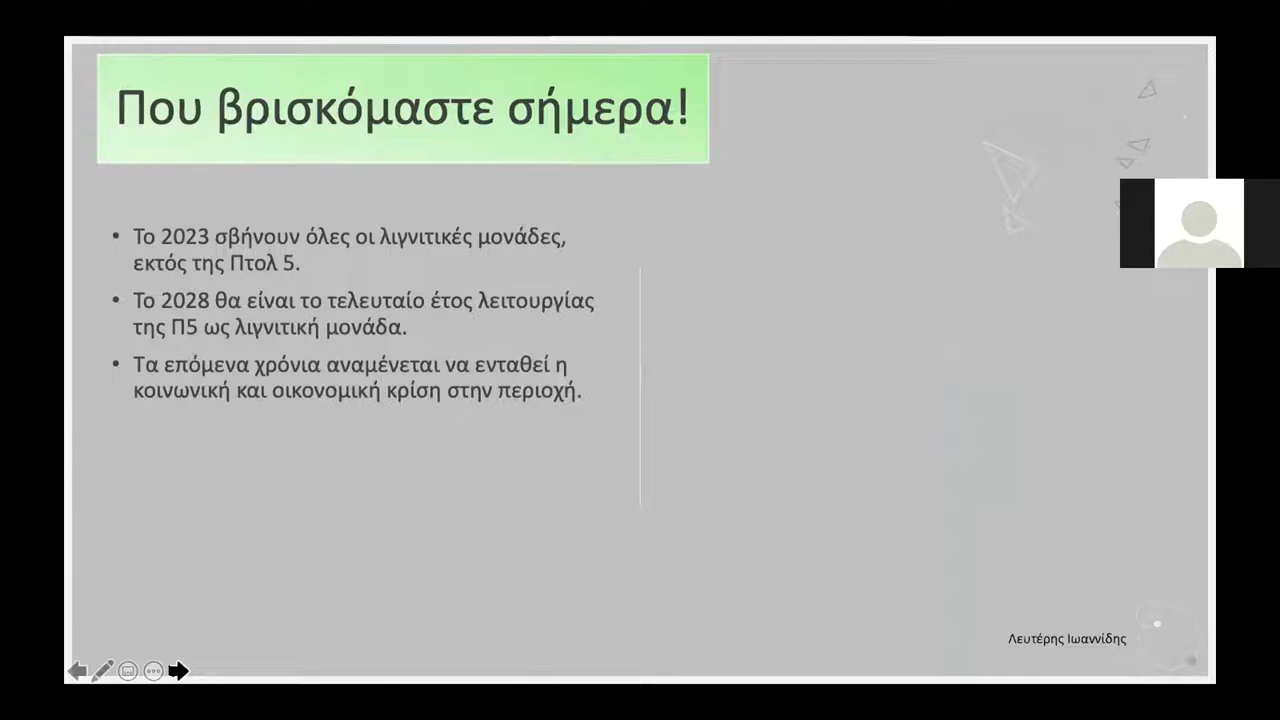 Που βρισκόμαστε σήμερα!
• Το 2023 σβήνουν όλες οι λιγνιτικές μονάδες,
εκτός της Πτολ 5.
• Το 2028 θα είναι το τελευταίο έτος λειτουργίας
της Π5 ως λιγνιτική μονάδα.
• Τα επόμενα χρόνια αναμένεται να ενταθεί η
κοινωνική και οικονομική κρίση στην περιοχή.
Λευτέρης Ιωαννίδης